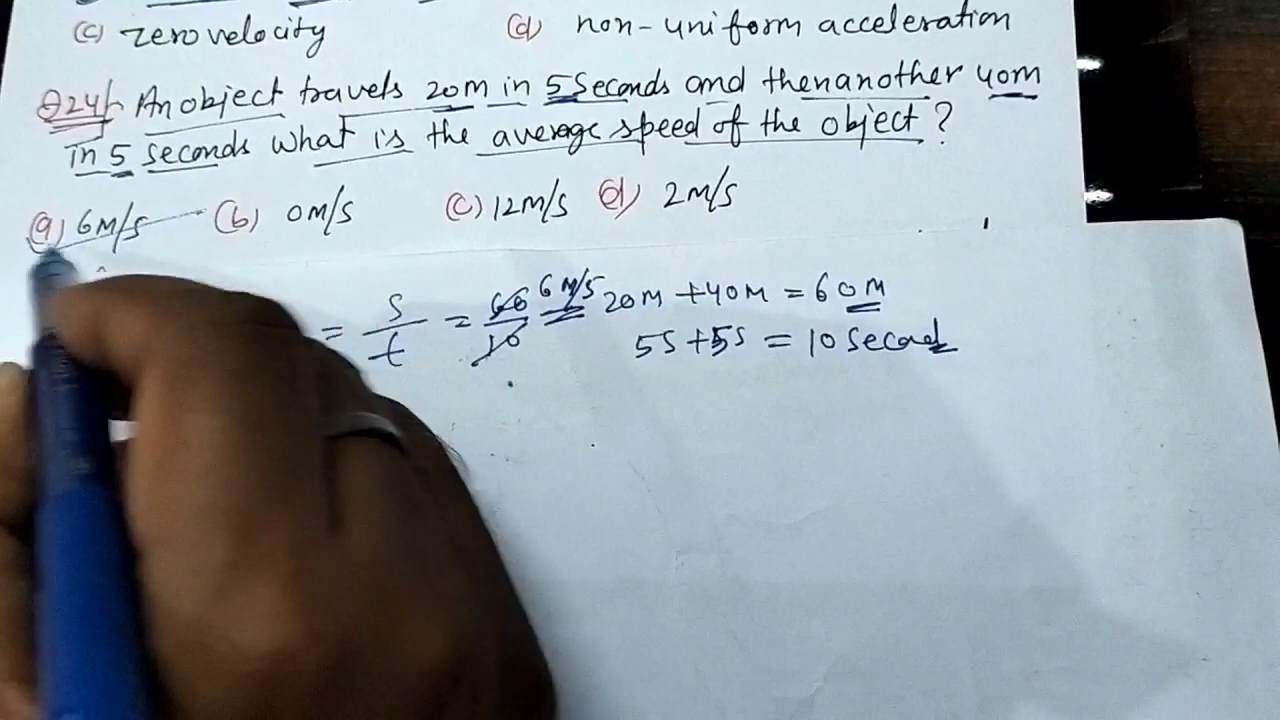 (c) zero velocity (d) non-uniform acceleration
Q24/- An object travels 20m in 5 seconds and then another 40m
in 5 seconds what is the average speed of the object ?
(a) 6M/S (b) 0M/S (c) 12M/S (d) 2M/S
= S/t = 60/10 6M/S 20M + 40M = 60M
5S + 5S = 10 Second